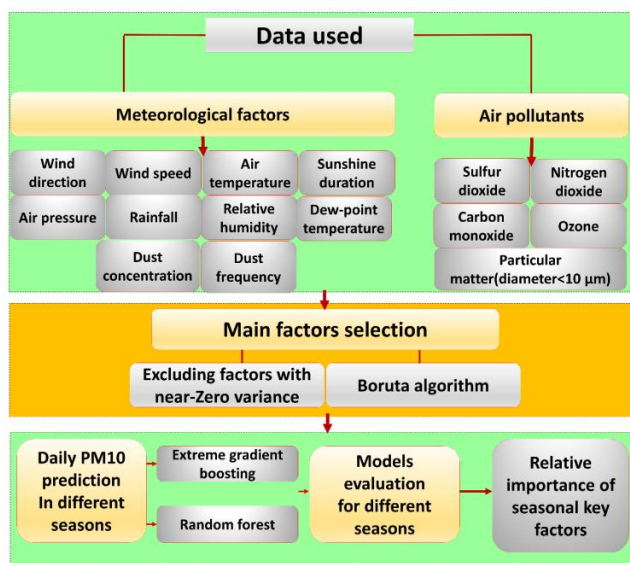 Data used
Meteorological factors
Air pollutants
Wind
direction
Wind speed
Air
temperature
Sunshine
duration
Air pressure
Rainfall
Relative
humidity
Dew-point
temperature
Dust
concentration
Dust
frequency
Sulfur
dioxide
Nitrogen
dioxide
Carbon
monoxide
Ozone
Particular
matter(diameter<10 μm)
Main factors selection
Excluding factors with
near-Zero variance
Boruta algorithm
Daily PM10
prediction
In different
seasons
Extreme gradient
boosting
Random forest
Models
evaluation
for different
seasons
Relative
importance of
seasonal key
factors